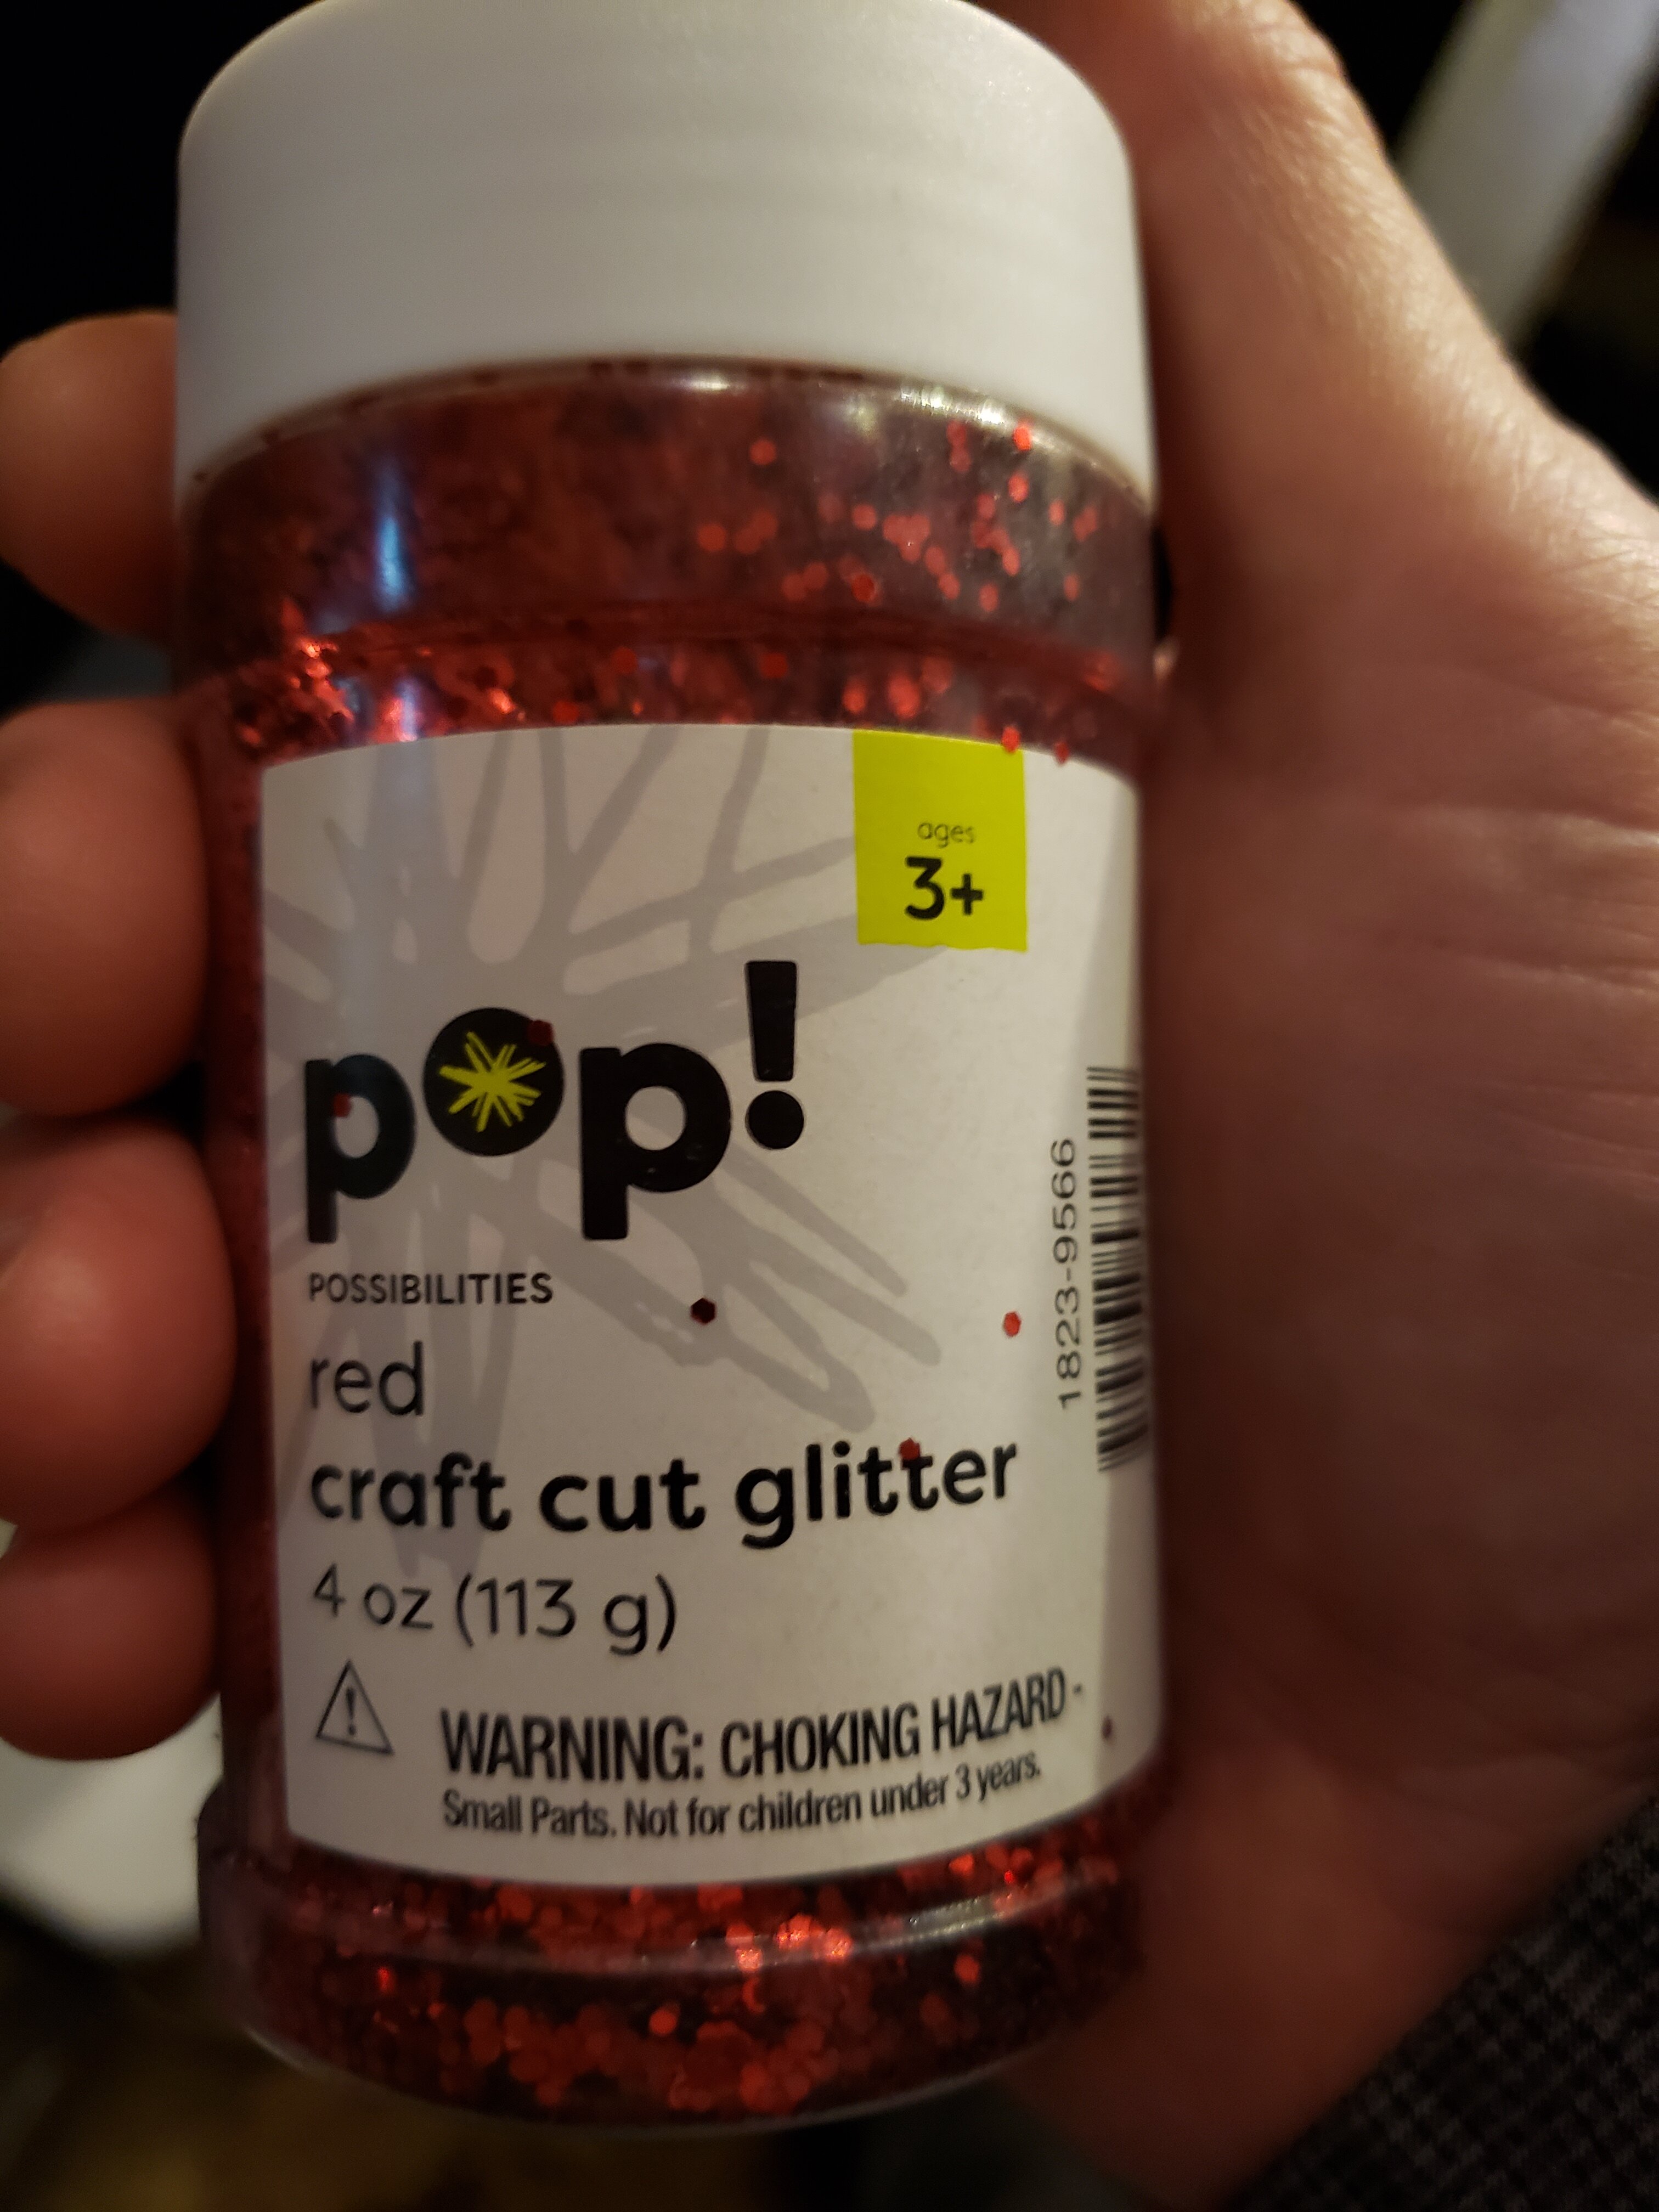 ages
3+
pop!
POSSIBILITIES
red
craft cut glitter
4 oz (113 g)
WARNING: CHOKING HAZARD -
Small Parts. Not for children under 3 years.
1823-9566